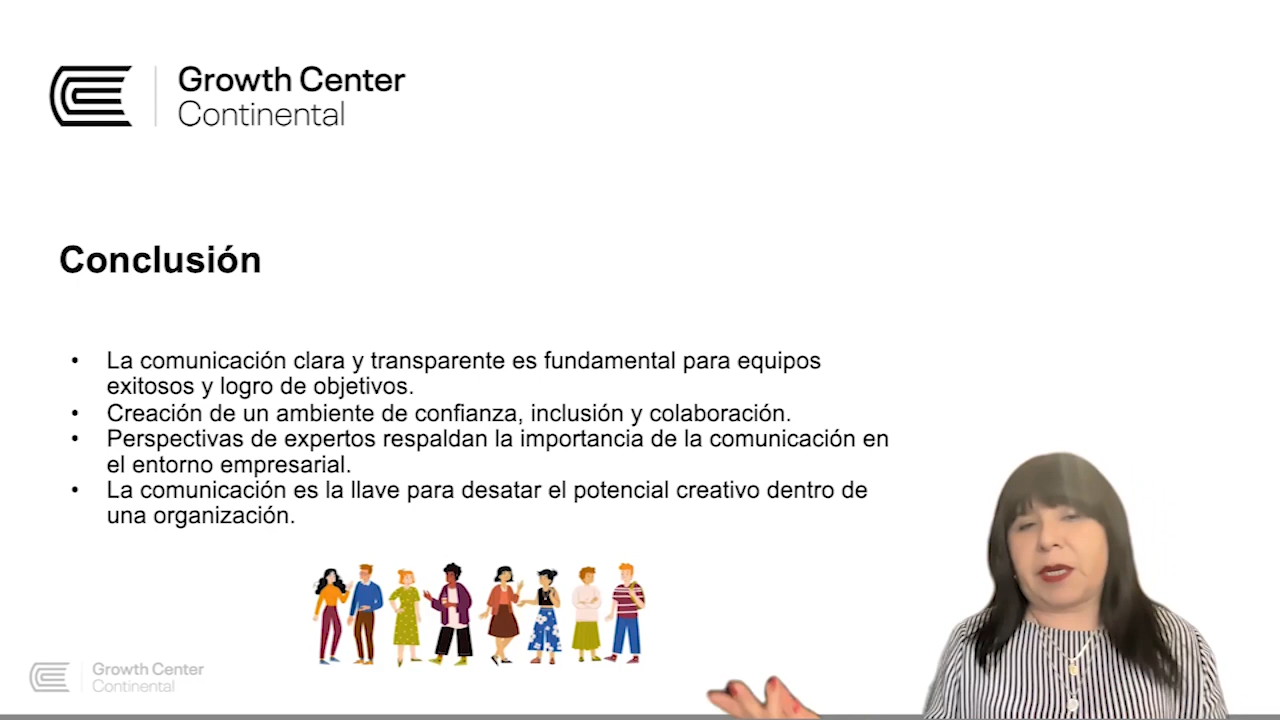 Growth Center
Continental
Conclusión
• La comunicación clara y transparente es fundamental para equipos
exitosos y logro de objetivos.
• Creación de un ambiente de confianza, inclusión y colaboración.
• Perspectivas de expertos respaldan la importancia de la comunicación en
el entorno empresarial.
• La comunicación es la llave para desatar el potencial creativo dentro de
una organización.
Growth Center
Continental